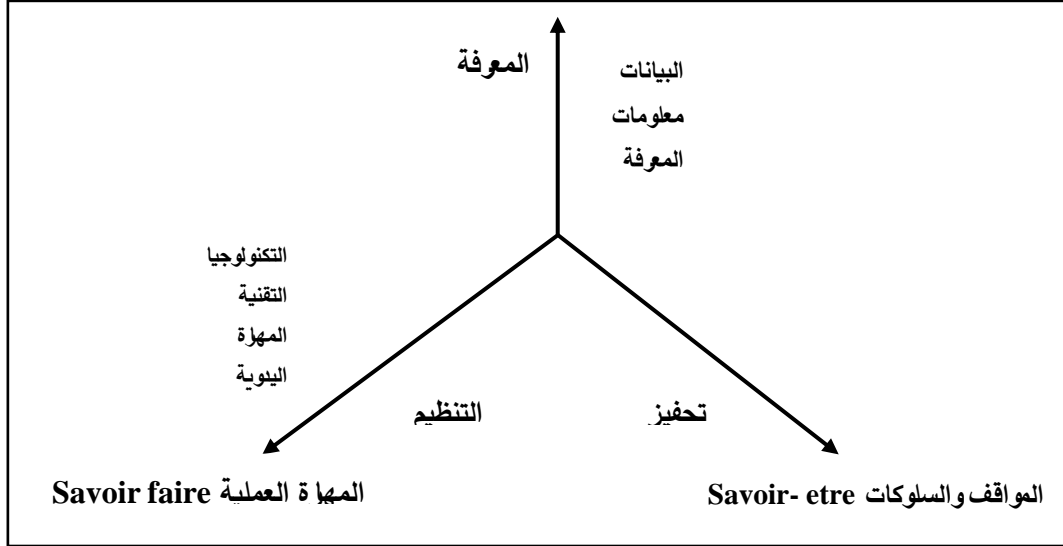 المعرفة
البيانات
معلومات
المعرفة
التكنولوجيا
التقنية
المهارة
اليدوية
التنظيم
تحفيز
المهارة العملية Savoir faire
المواقف والسلوكات Savoir- etre